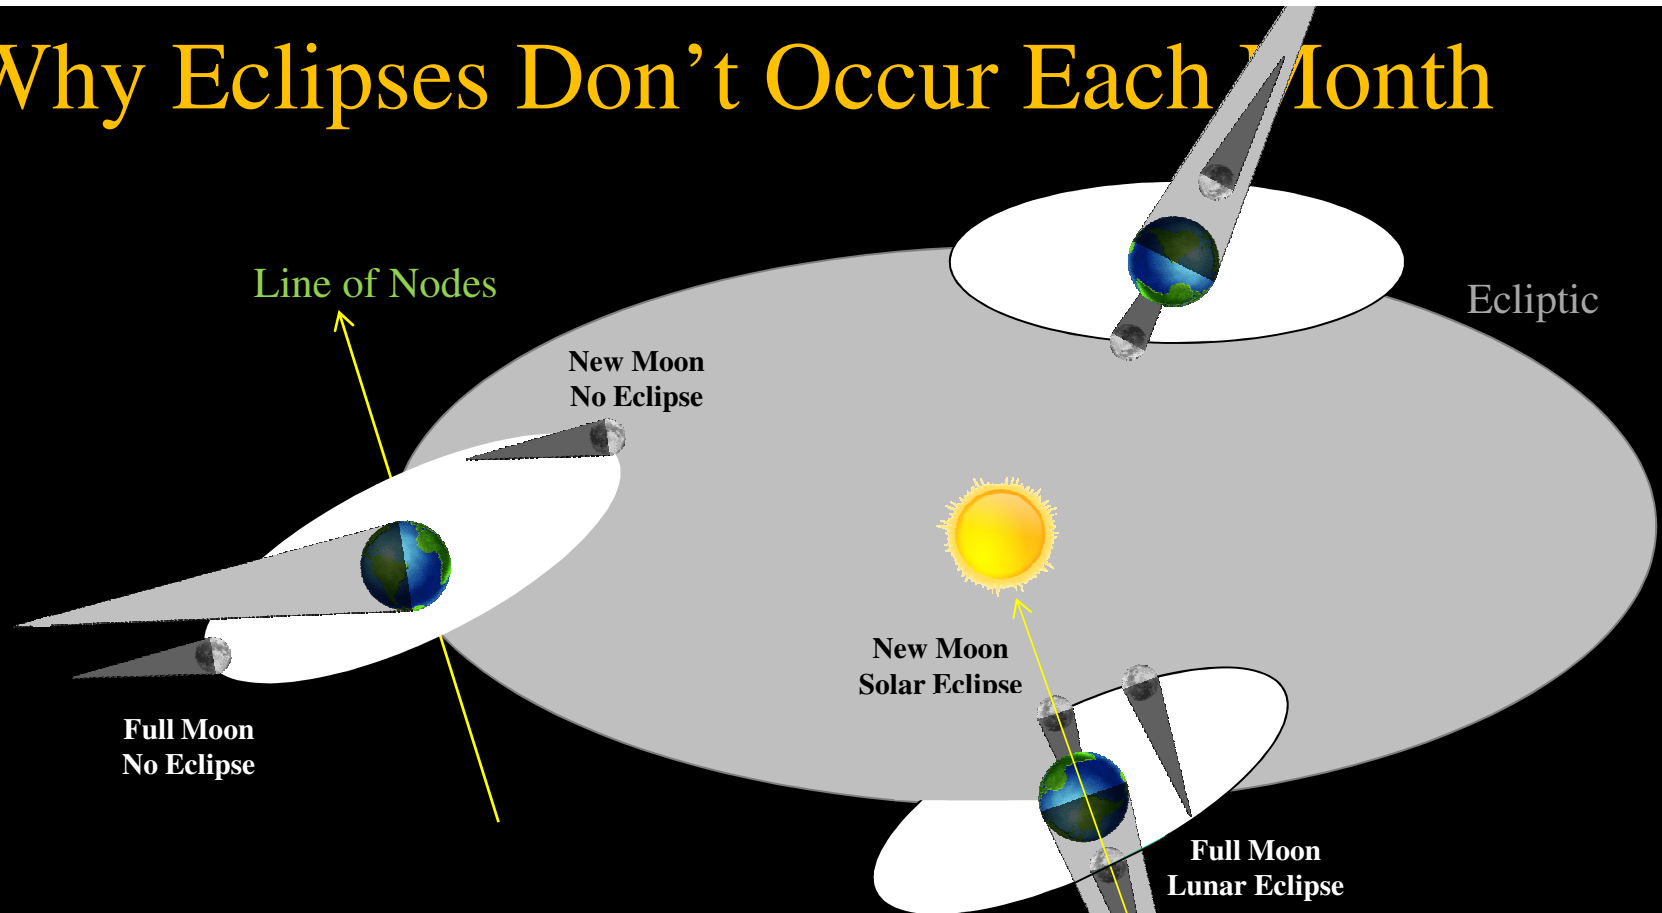 Why Eclipses Don’t Occur Each Month
Line of Nodes
Ecliptic
New Moon
No Eclipse
New Moon
Solar Eclipse
Full Moon
No Eclipse
Full Moon
Lunar Eclipse